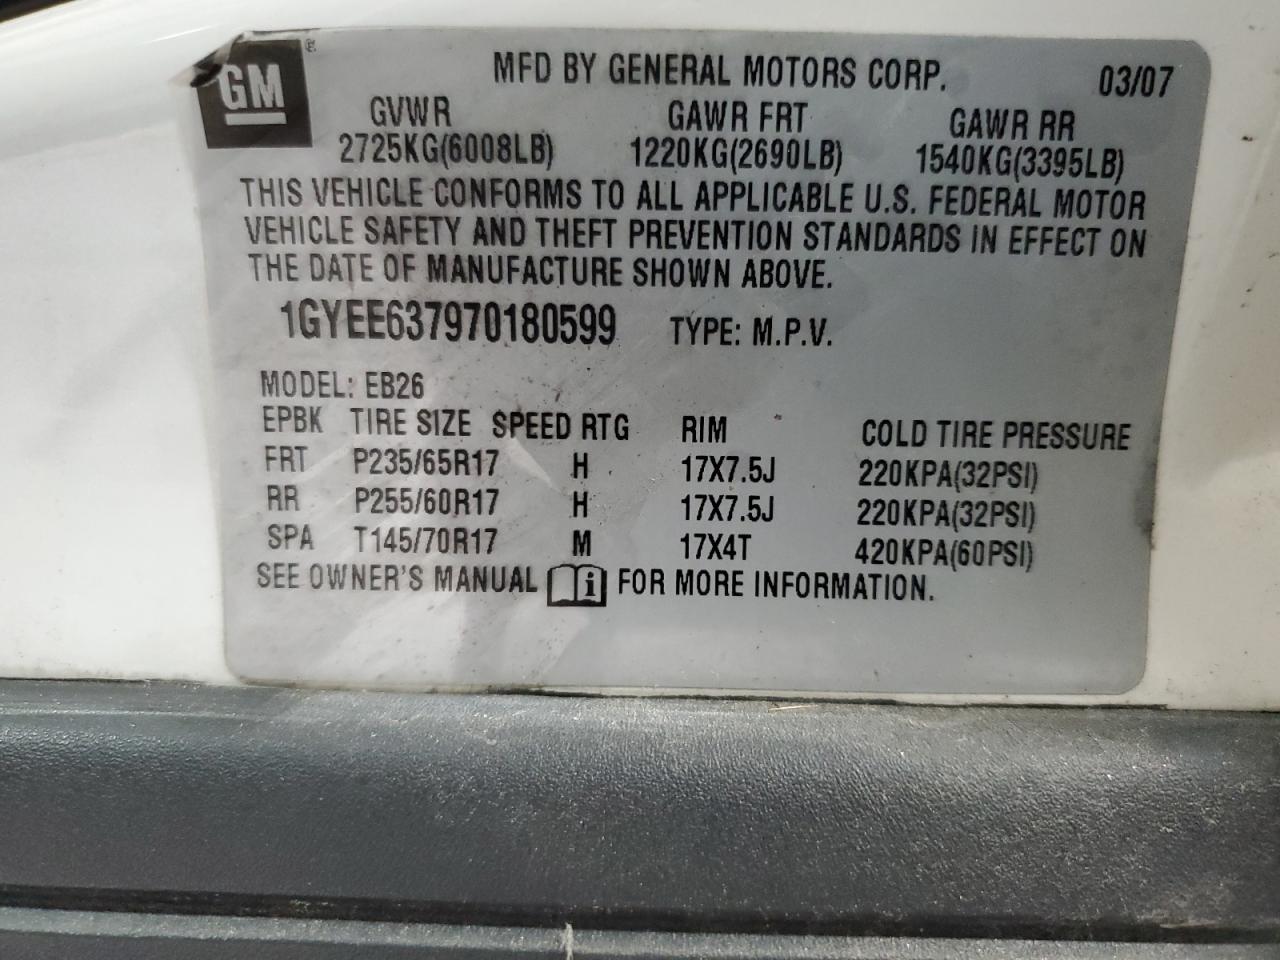 GM ®
MFD BY GENERAL MOTORS CORP. 03/07
GVWR GAWR FRT GAWR RR
2725KG(6008LB) 1220KG(2690LB) 1540KG(3395LB)
THIS VEHICLE CONFORMS TO ALL APPLICABLE U.S. FEDERAL MOTOR
VEHICLE SAFETY AND THEFT PREVENTION STANDARDS IN EFFECT ON
THE DATE OF MANUFACTURE SHOWN ABOVE.
1GYEE637970180599 TYPE: M.P.V.
MODEL: EB26
EPBK TIRE SIZE SPEED RTG RIM COLD TIRE PRESSURE
FRT P235/65R17 H 17X7.5J 220KPA(32PSI)
RR P255/60R17 H 17X7.5J 220KPA(32PSI)
SPA T145/70R17 M 17X4T 420KPA(60PSI)
SEE OWNER'S MANUAL i FOR MORE INFORMATION.